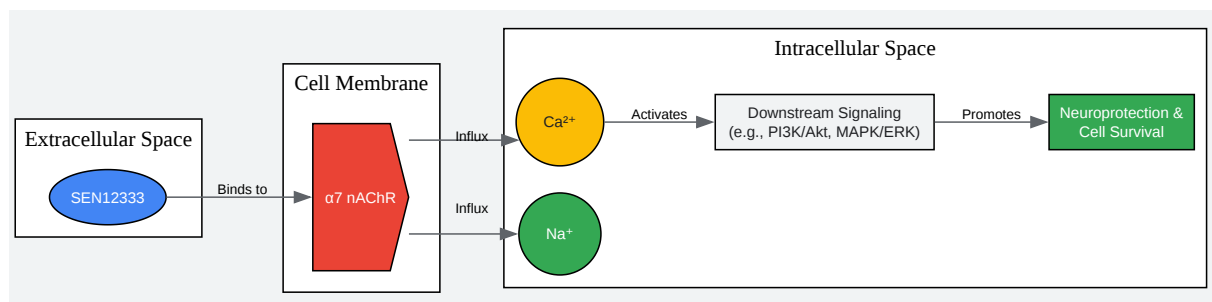 Extracellular Space
SEN12333
Binds to
Cell Membrane
α7 nAChR
Influx
Influx
Intracellular Space
Ca²⁺
Activates
Downstream Signaling
(e.g., PI3K/Akt, MAPK/ERK)
Promotes
Neuroprotection &
Cell Survival
Na⁺